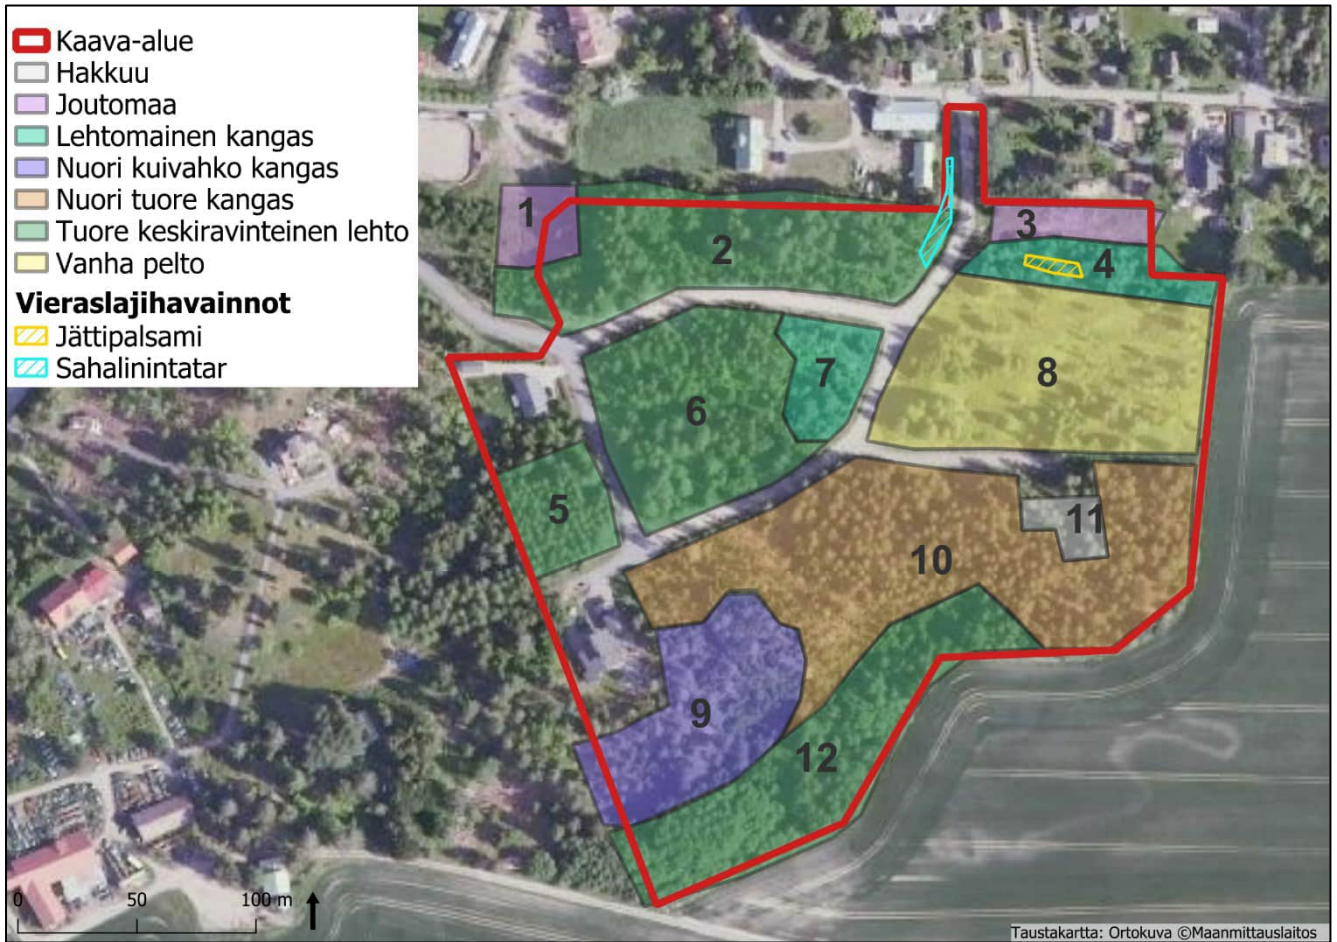 Kaava-alue
Hakkuu
Joutomaa
Lehtomainen kangas
Nuori kuivahko kangas
Nuori tuore kangas
Tuore keskiravinteinen lehto
Vanha pelto
Vieraslajihavainnot
Jättipalsami
Sahalinintatar
1
2
3
4
7
8
6
5
11
10
9
12
0 50 100 m
Taustakartta: Ortokuva ©Maanmittauslaitos